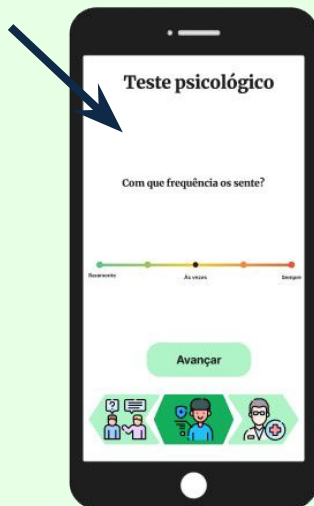 Teste psicológico
Com que frequência os sente?
Raramente Às vezes Sempre
Avançar
?